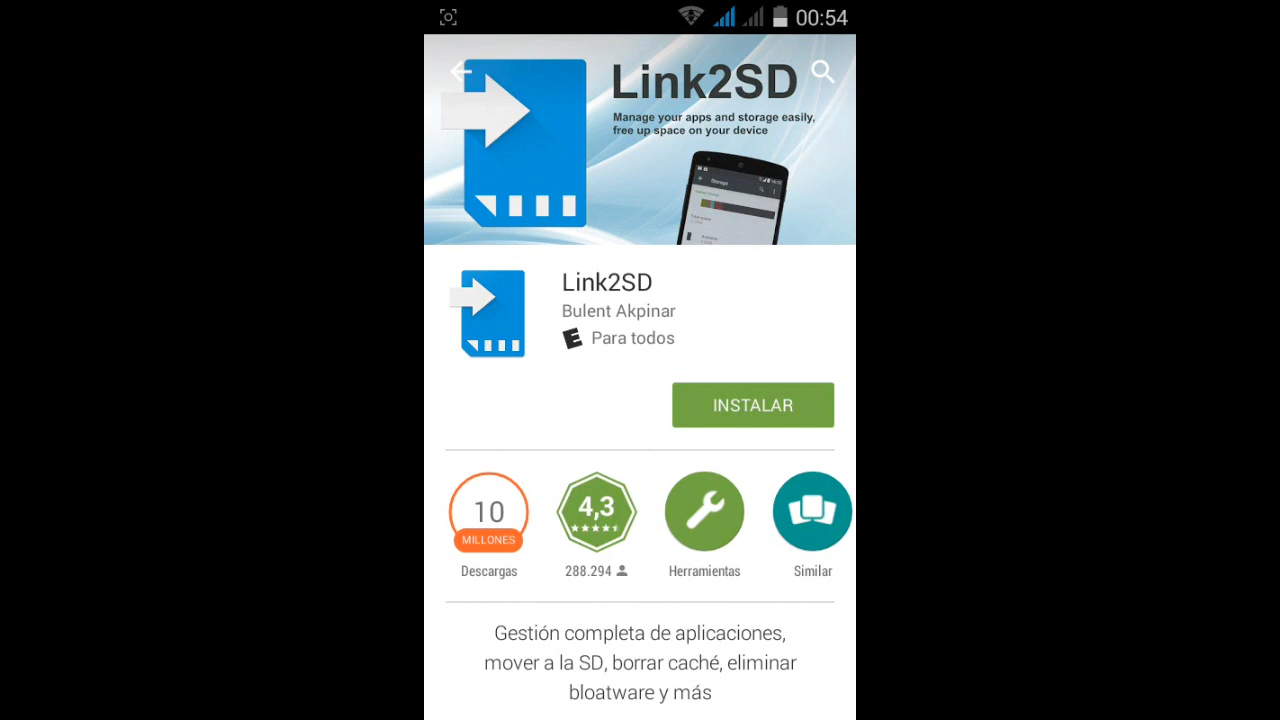 00:54
Link2SD
Manage your apps and storage easily,
free up space on your device
Storage
Link2SD
Bulent Akpinar
E Para todos
INSTALAR
10
MILLONES
4,3
Descargas
288.294
Herramientas
Similar
Gestión completa de aplicaciones,
mover a la SD, borrar caché, eliminar
bloatware y más